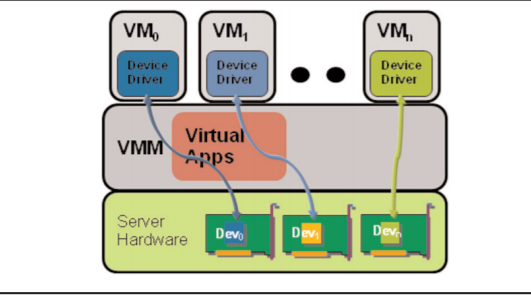 VM₀
VM₁
VMₙ
Device
Driver
Device
Driver
Device
Driver
VMM
Virtual
Apps
Server
Hardware
Dev₀
Dev₁
Devₙ